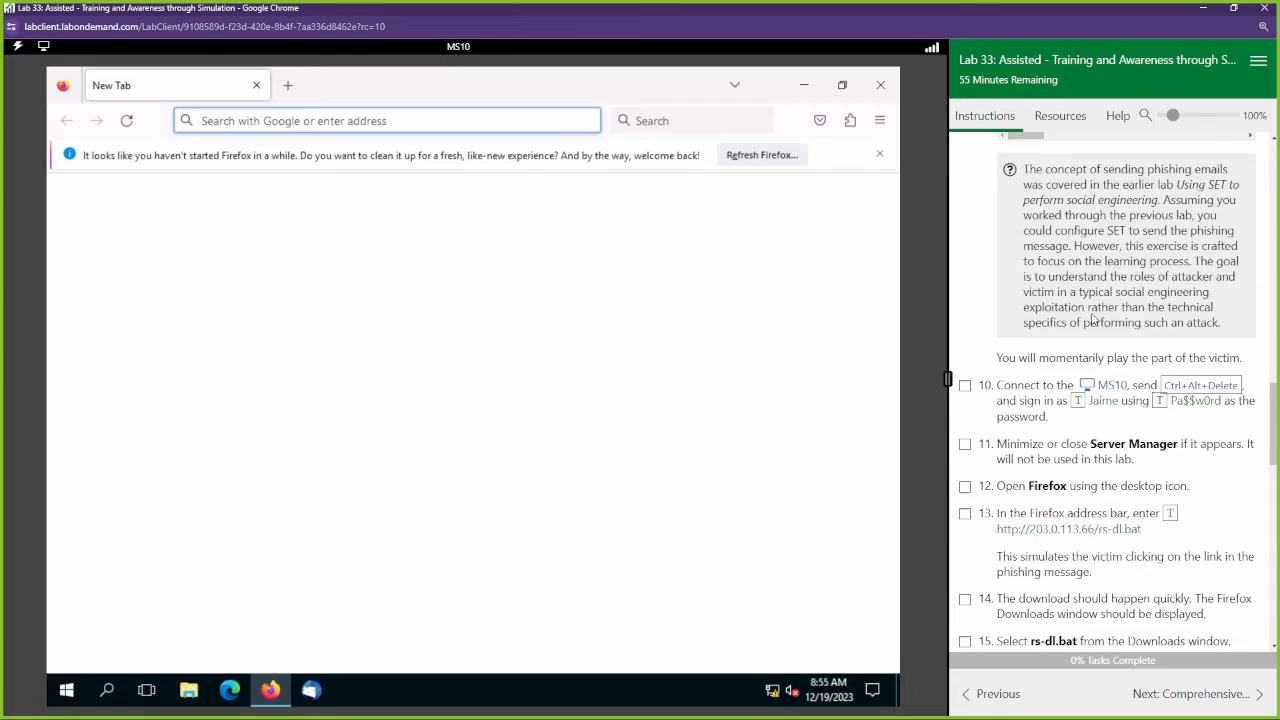 Lab 33: Assisted - Training and Awareness through Simulation - Google Chrome
labclient.labondemand.com/LabClient/9108589d-f23d-420e-8b4f-7aa336d8462e?rc=10
MS10
New Tab
Search with Google or enter address
Search
It looks like you haven't started Firefox in a while. Do you want to clean it up for a fresh, like-new experience? And by the way, welcome back!
Refresh Firefox...
8:55 AM
12/19/2023
Lab 33: Assisted - Training and Awareness through S...
55 Minutes Remaining
Instructions Resources Help 100%
The concept of sending phishing emails
was covered in the earlier lab Using SET to
perform social engineering. Assuming you
worked through the previous lab, you
could configure SET to send the phishing
message. However, this exercise is crafted
to focus on the learning process. The goal
is to understand the roles of attacker and
victim in a typical social engineering
exploitation rather than the technical
specifics of performing such an attack.
You will momentarily play the part of the victim.
10. Connect to the MS10, send Ctrl+Alt+Delete,
and sign in as T Jaime using T Pa$$w0rd as the
password.
11. Minimize or close Server Manager if it appears. It
will not be used in this lab.
12. Open Firefox using the desktop icon.
13. In the Firefox address bar, enter T
http://203.0.113.66/rs-dl.bat
This simulates the victim clicking on the link in the
phishing message.
14. The download should happen quickly. The Firefox
Downloads window should be displayed.
15. Select rs-dl.bat from the Downloads window.
0% Tasks Complete
Previous Next: Comprehensive...